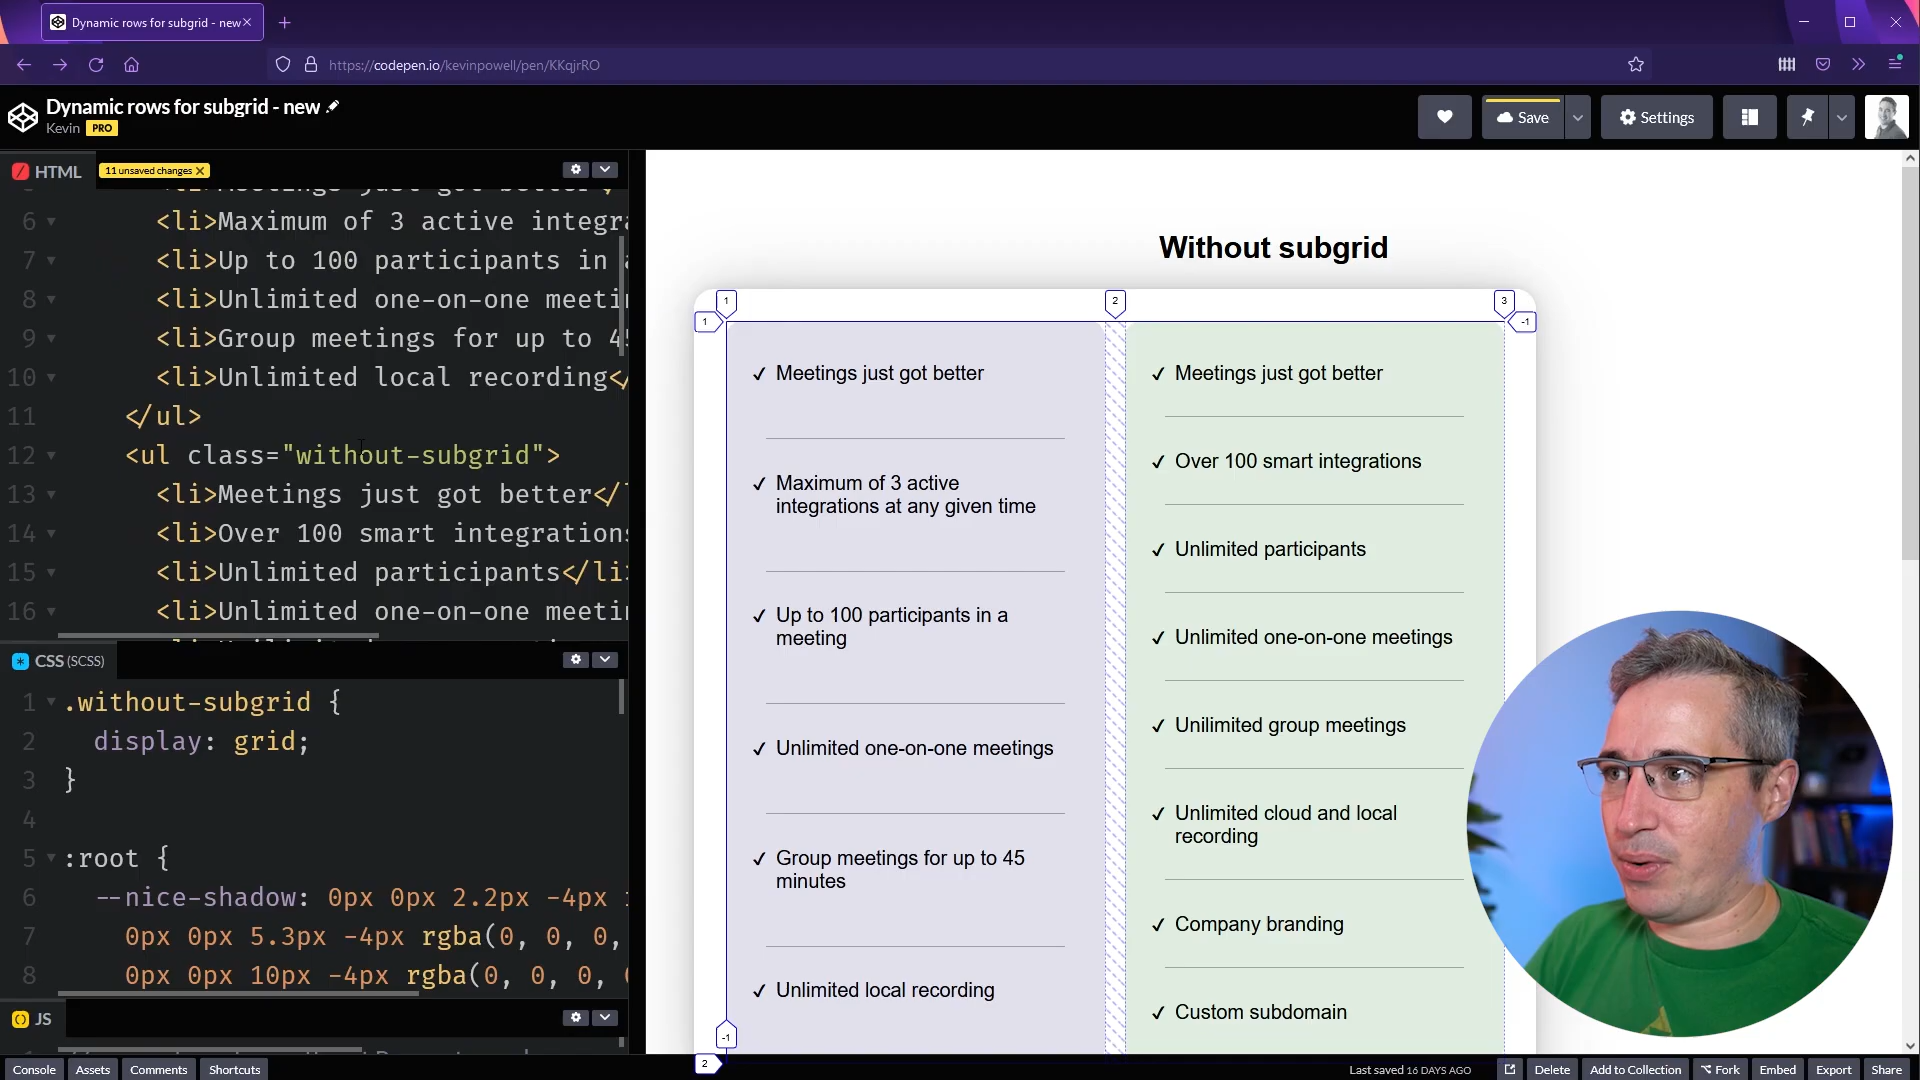 Dynamic rows for subgrid - new
https://codepen.io/kevinpowell/pen/KKqjrRO
Dynamic rows for subgrid - new
Kevin PRO
Save
Settings
HTML
11 unsaved changes
6 <li>Maximum of 3 active integra
7 <li>Up to 100 participants in a
8 <li>Unlimited one-on-one meetin
9 <li>Group meetings for up to 45
10 <li>Unlimited local recording</
11 </ul>
12 <ul class="without-subgrid">
13 <li>Meetings just got better</l
14 <li>Over 100 smart integrations
15 <li>Unlimited participants</li>
16 <li>Unlimited one-on-one meetin
CSS (SCSS)
1 .without-subgrid {
2 display: grid;
3 }
4
5 :root {
6 --nice-shadow: 0px 0px 2.2px -4px
7 0px 0px 5.3px -4px rgba(0, 0, 0,
8 0px 0px 10px -4px rgba(0, 0, 0,
JS
Without subgrid
1 2 3
1 -1
✓ Meetings just got better
✓ Maximum of 3 active
integrations at any given time
✓ Up to 100 participants in a
meeting
✓ Unlimited one-on-one meetings
✓ Group meetings for up to 45
minutes
✓ Unlimited local recording
-1
2
✓ Meetings just got better
✓ Over 100 smart integrations
✓ Unlimited participants
✓ Unlimited one-on-one meetings
✓ Unilimited group meetings
✓ Unlimited cloud and local
recording
✓ Company branding
✓ Custom subdomain
Console Assets Comments Shortcuts
Last saved 16 DAYS AGO
Delete Add to Collection Fork Embed Export Share